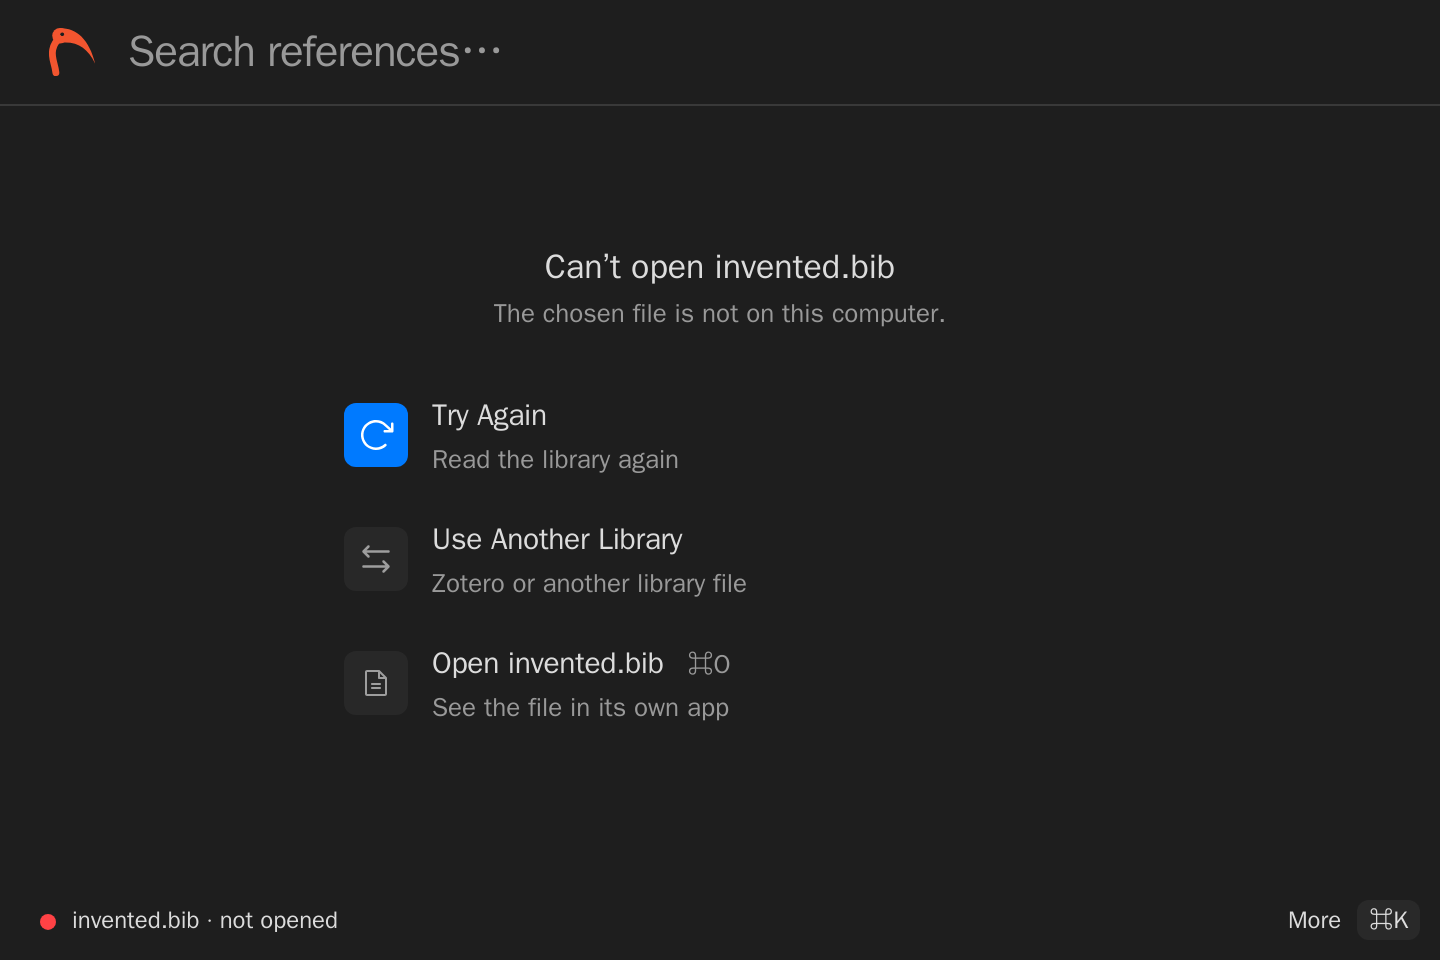 Search references…
Can’t open invented.bib
The chosen file is not on this computer.
Try Again
Read the library again
Use Another Library
Zotero or another library file
Open invented.bib ⌘O
See the file in its own app
invented.bib · not opened
More ⌘K